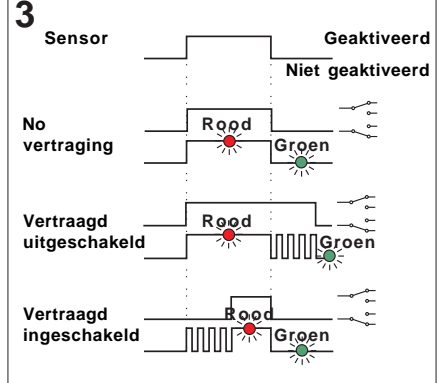 3
Sensor
Geaktiveerd
Niet geaktiveerd
No
vertraging
Rood
Groen
Vertraagd
uitgeschakeld
Rood
Groen
Vertraagd
ingeschakeld
Rood
Groen